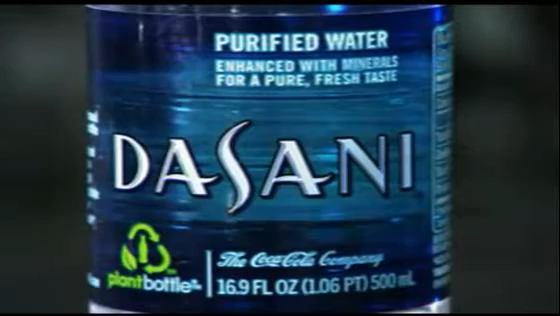 PURIFIED WATER
ENHANCED WITH MINERALS
FOR A PURE, FRESH TASTE
DASANI
plantbottle
The Coca-Cola Company
16.9 FL OZ (1.06 PT) 500 mL